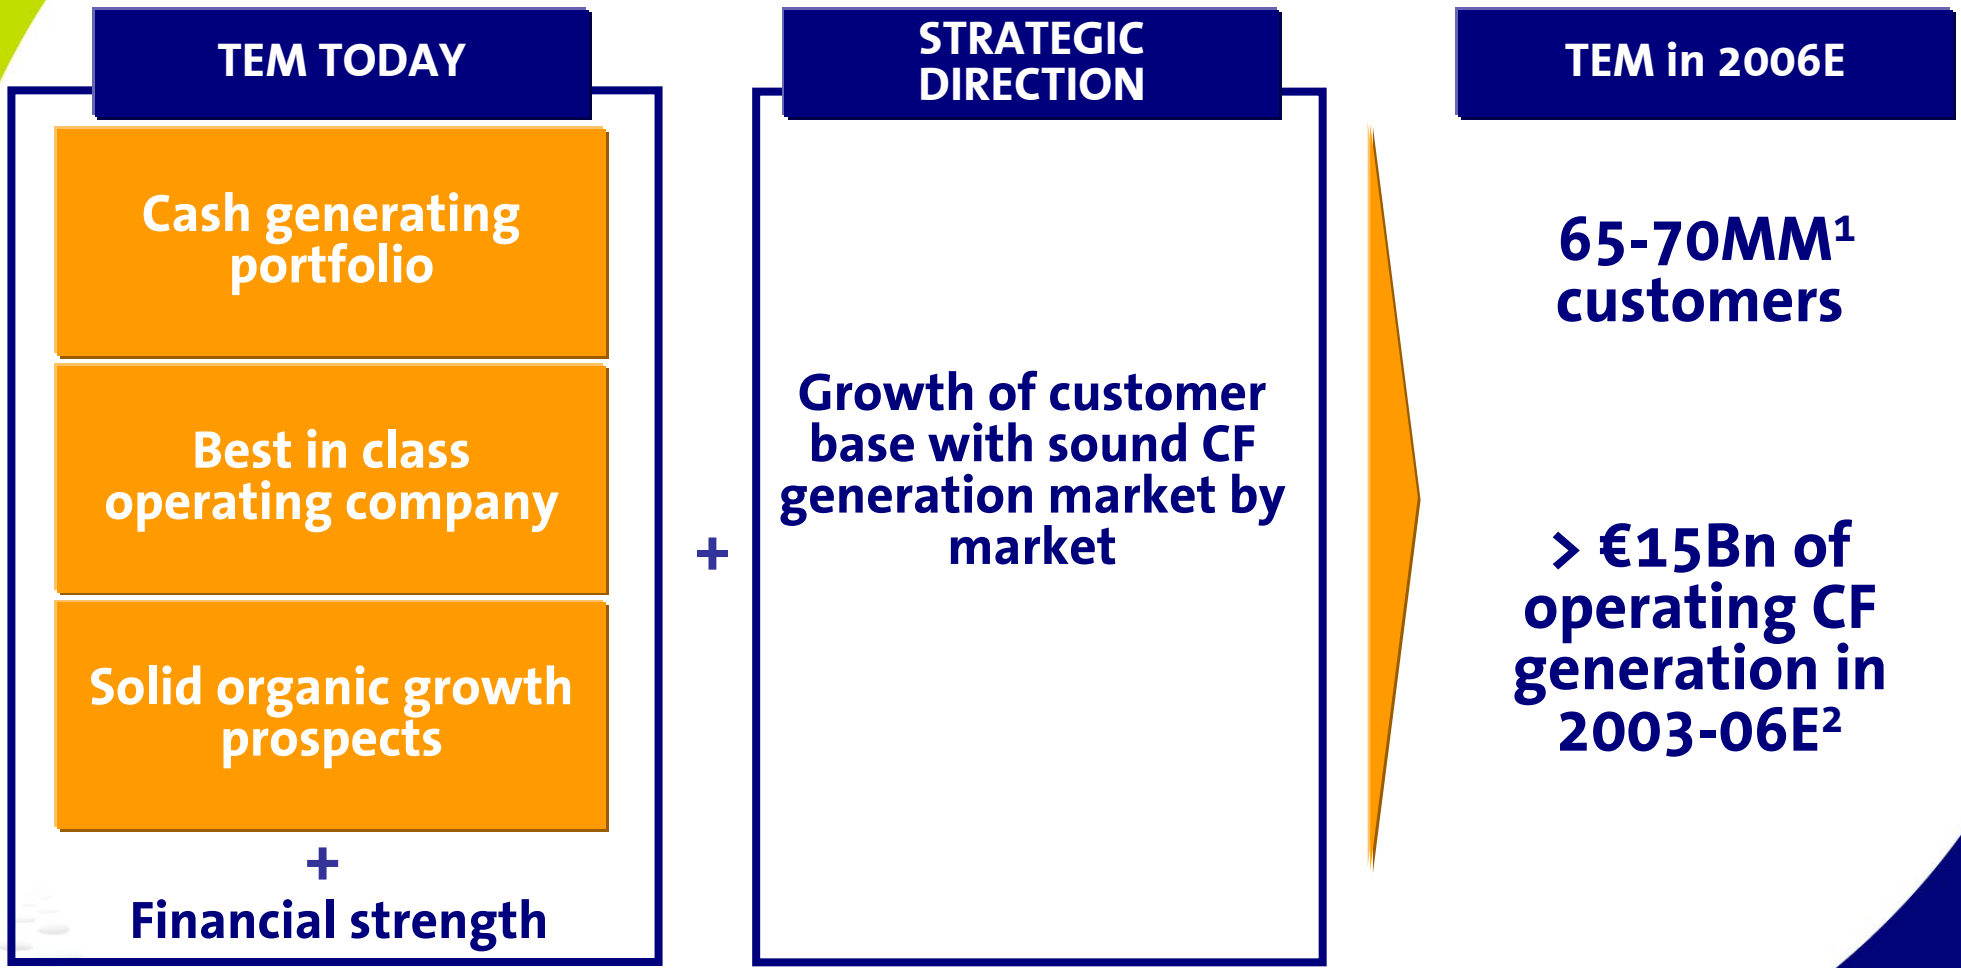 TEM TODAY
Cash generating
portfolio
Best in class
operating company
Solid organic growth
prospects
+
Financial strength
+
STRATEGIC
DIRECTION
Growth of customer
base with sound CF
generation market by
market
TEM in 2006E
65-70MM¹
customers
> €15Bn of
operating CF
generation in
2003-06E²